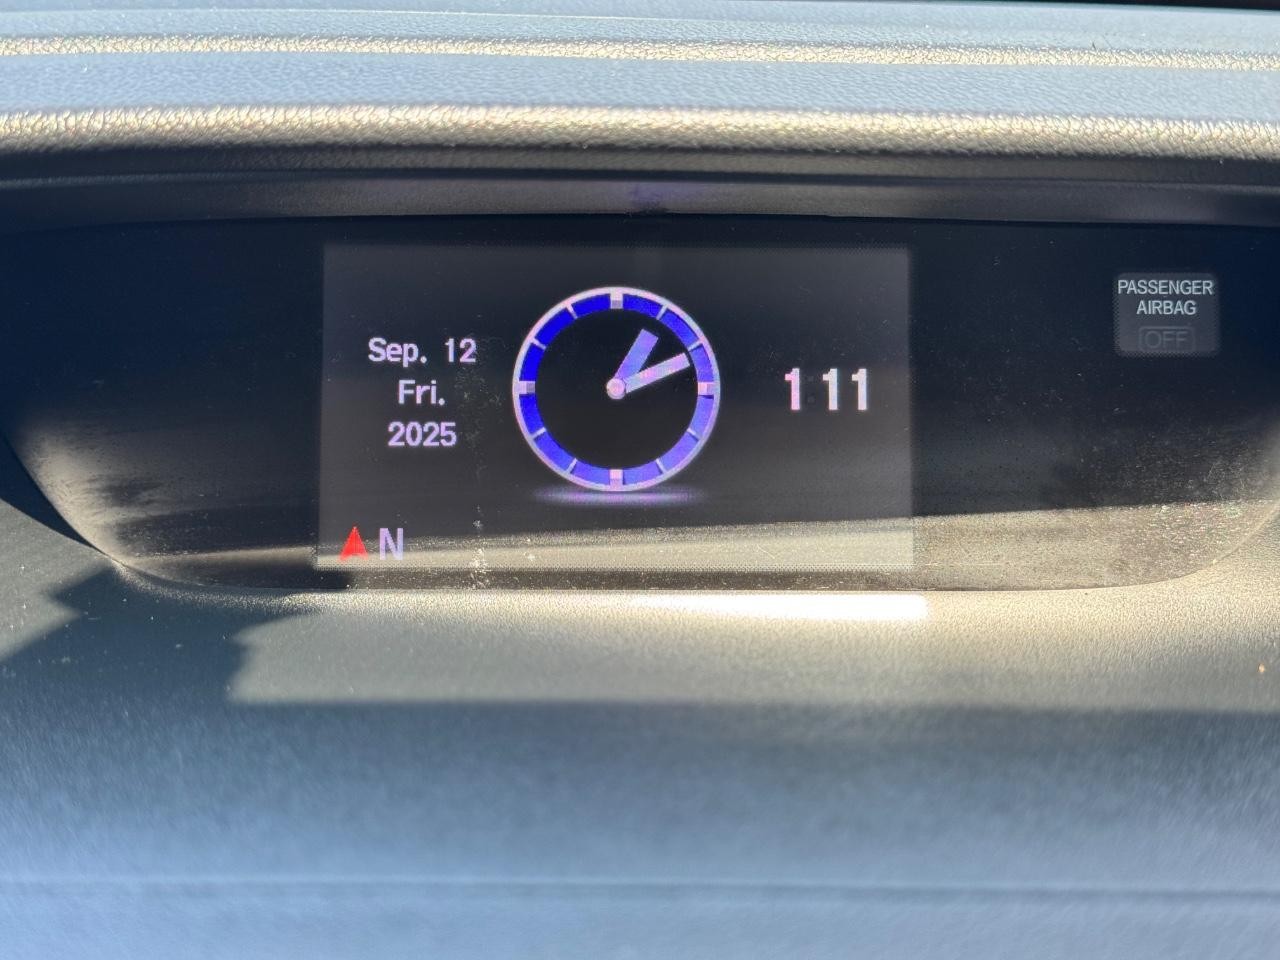 Sep. 12
Fri.
2025
1:11
N
PASSENGER
AIRBAG
OFF